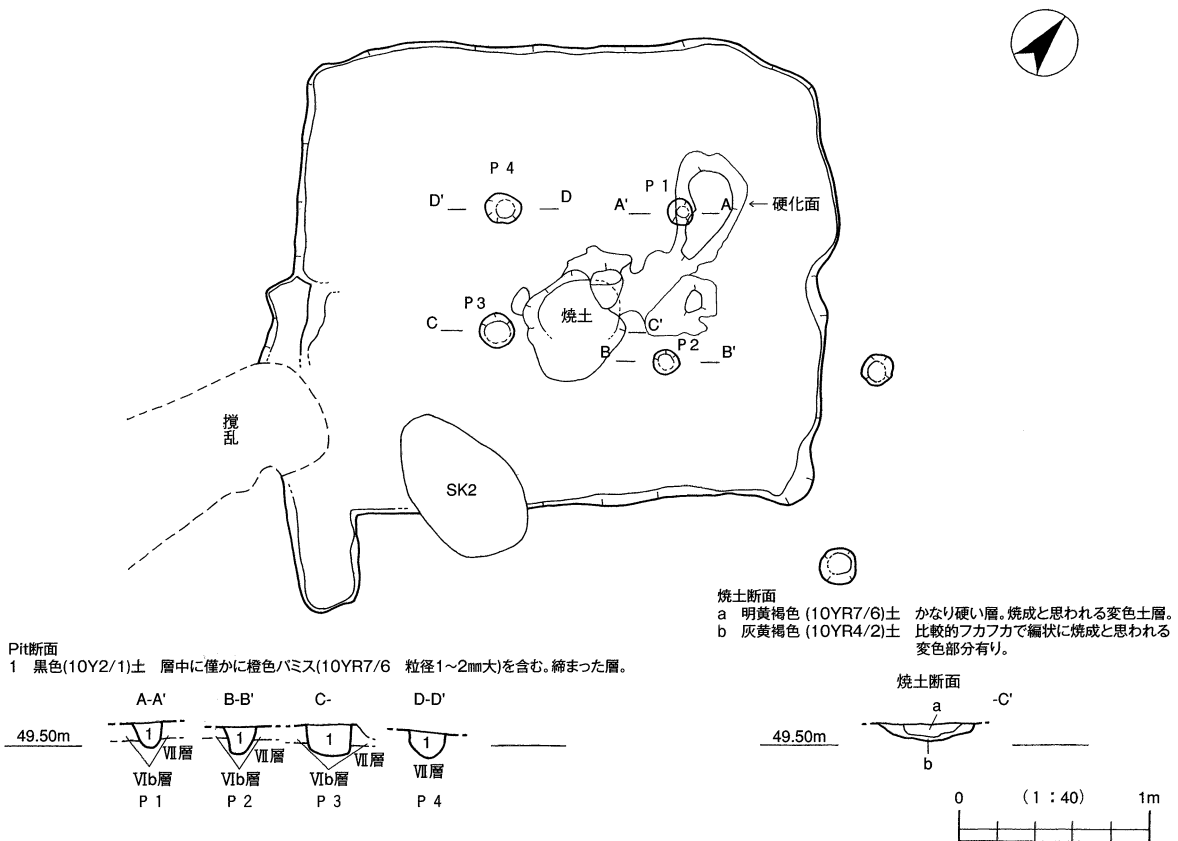 P 4
D' D
P 1
A' A
←硬化面
P 3
C
焼土
C'
P 2
B B'
撹乱
SK2
焼土断面
a 明黄褐色 (10YR7/6)土 かなり硬い層。焼成と思われる変色土層。
b 灰黄褐色 (10YR4/2)土 比較的フカフカで編状に焼成と思われる
変色部分有り。
Pit断面
1 黒色(10Y2/1)土 層中に僅かに橙色パミス(10YR7/6 粒径1~2㎜大)を含む。締まった層。
A-A' B-B' C- D-D'
49.50m
1 1 1 1
Ⅶ層 Ⅶ層 Ⅶ層 Ⅶ層
Ⅵb層 Ⅵb層 Ⅵb層
P 1 P 2 P 3 P 4
焼土断面
-C'
a
49.50m
b
0 (1:40) 1m